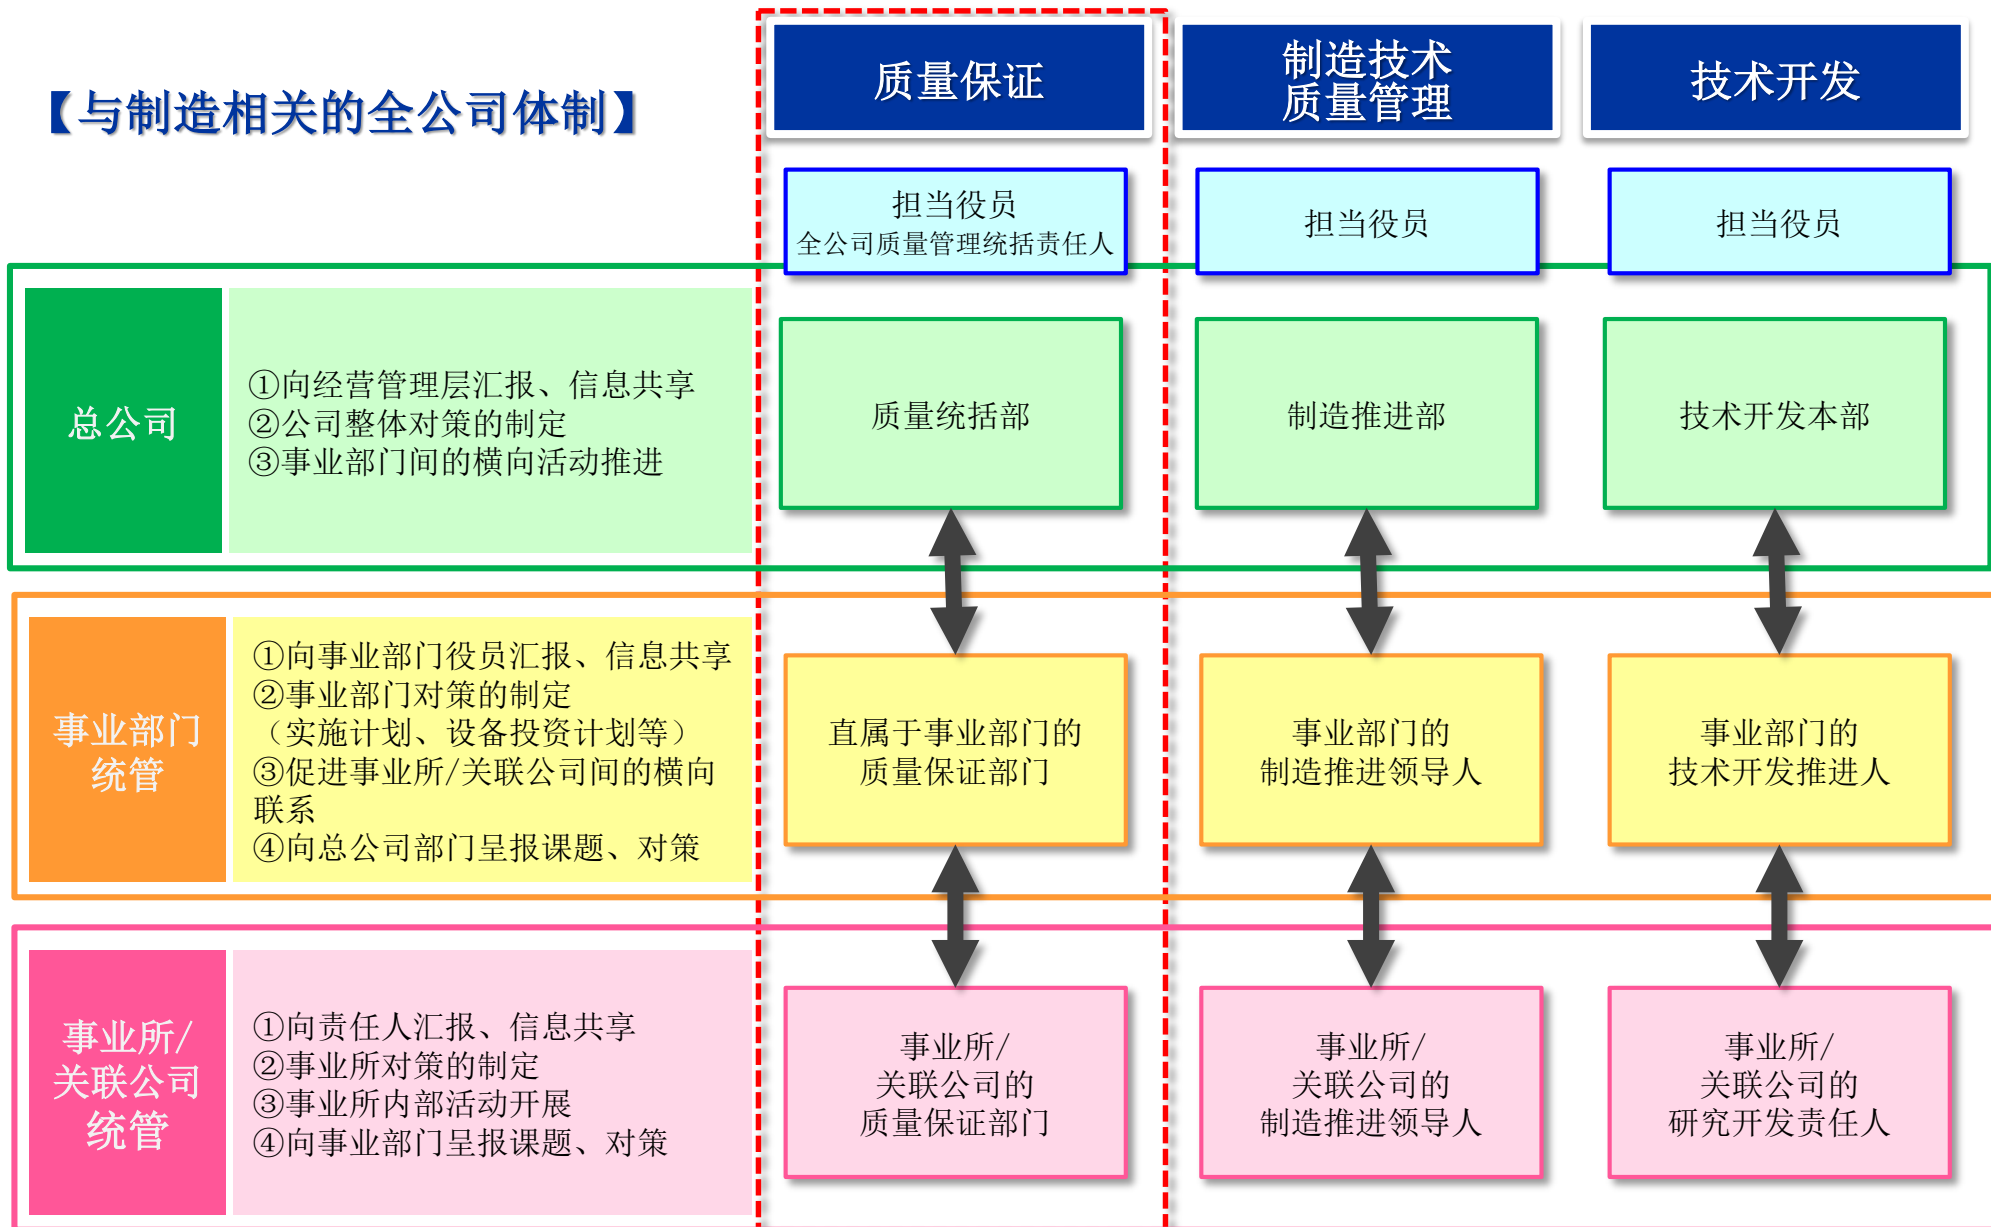 【与制造相关的全公司体制】
质量保证
制造技术
质量管理
技术开发
担当役员
全公司质量管理统括责任人
担当役员
担当役员
总公司
①向经营管理层汇报、信息共享
②公司整体对策的制定
③事业部门间的横向活动推进
质量统括部
制造推进部
技术开发本部
事业部门
统管
①向事业部门役员汇报、信息共享
②事业部门对策的制定
（实施计划、设备投资计划等）
③促进事业所/关联公司间的横向
联系
④向总公司部门呈报课题、对策
直属于事业部门的
质量保证部门
事业部门的
制造推进领导人
事业部门的
技术开发推进人
事业所/
关联公司
统管
①向责任人汇报、信息共享
②事业所对策的制定
③事业所内部活动开展
④向事业部门呈报课题、对策
事业所/
关联公司的
质量保证部门
事业所/
关联公司的
制造推进领导人
事业所/
关联公司的
研究开发责任人